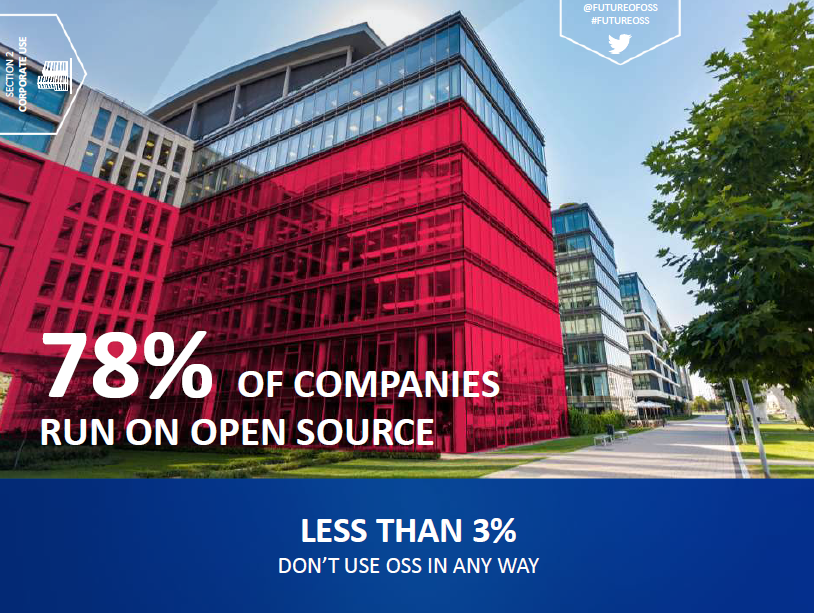 SECTION 2
CORPORATE USE
@FUTUREOFOSS
#FUTUREOSS
78% OF COMPANIES
RUN ON OPEN SOURCE
LESS THAN 3%
DON'T USE OSS IN ANY WAY